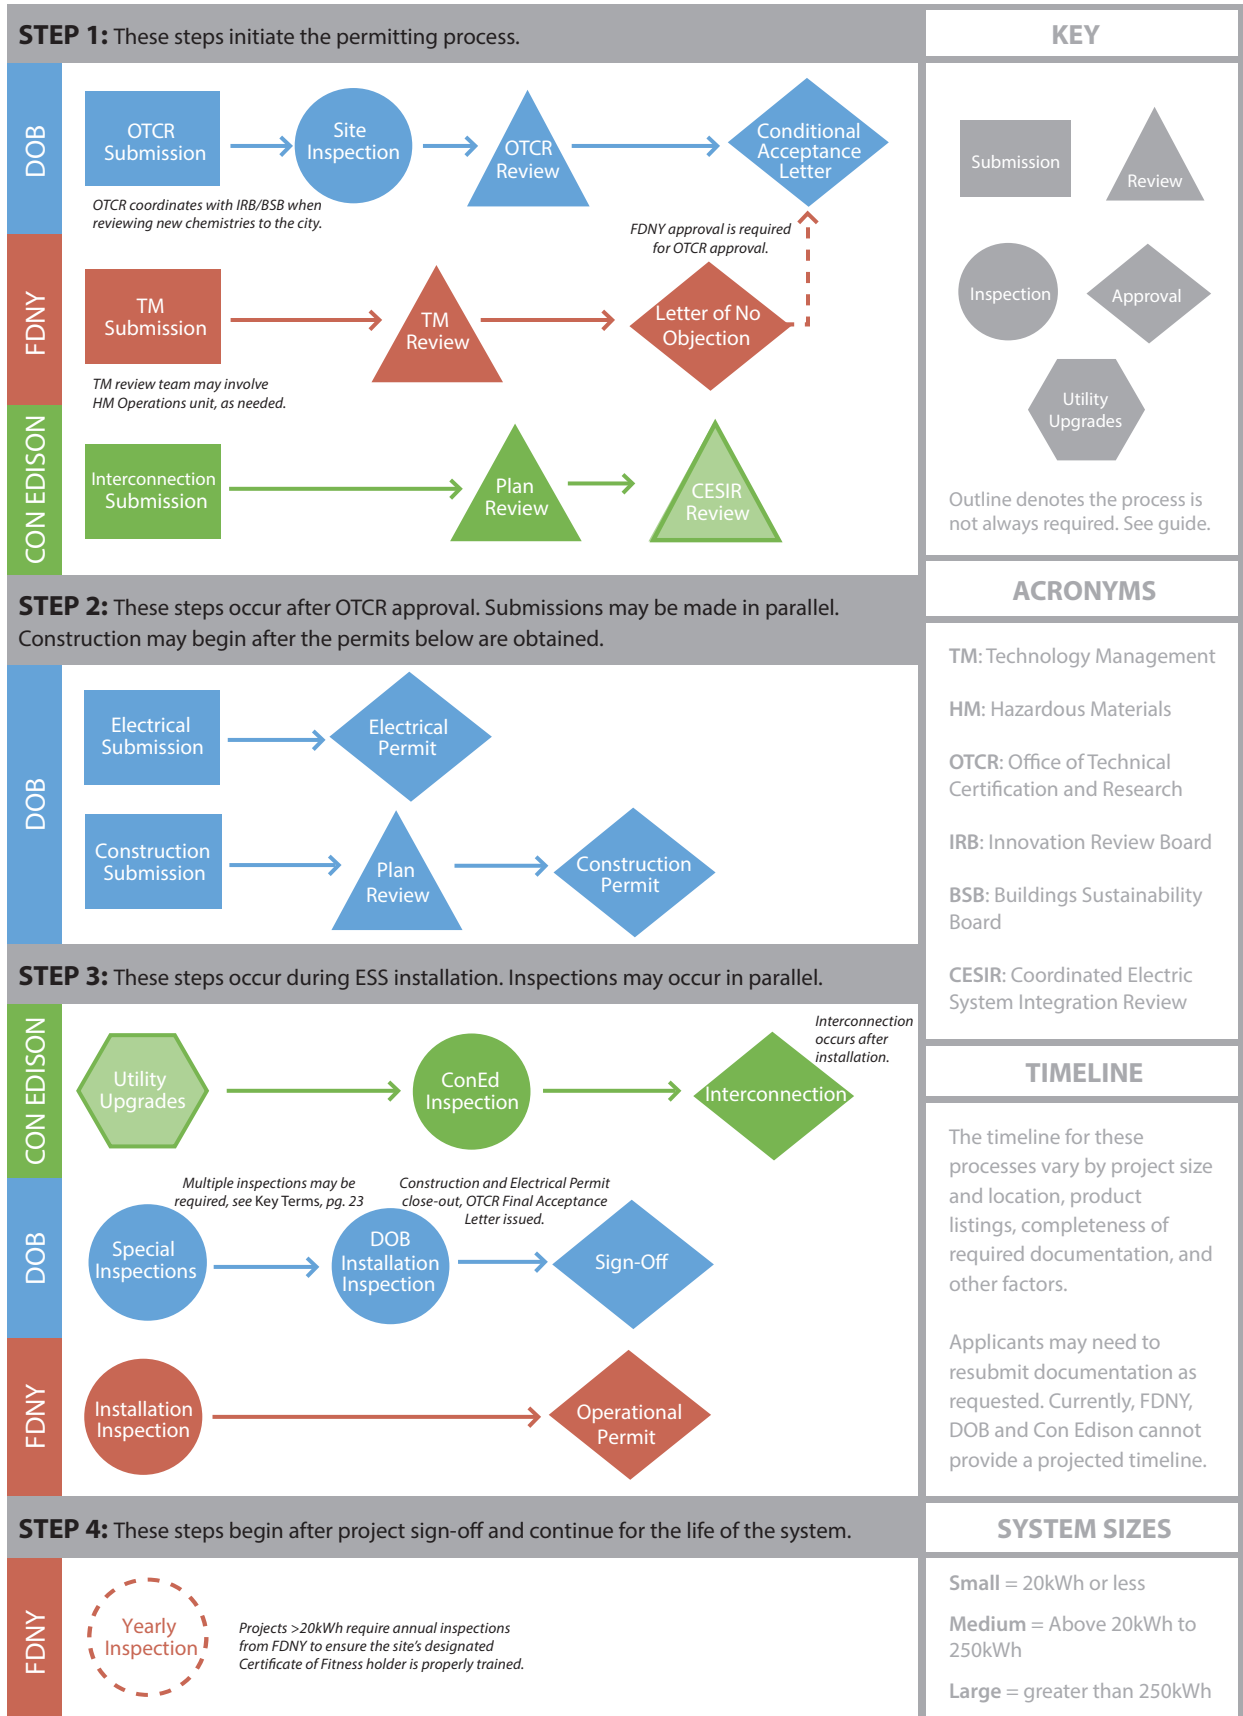 STEP 1: These steps initiate the permitting process.
DOB
OTCR
Submission
Site
Inspection
OTCR
Review
Conditional
Acceptance
Letter
OTCR coordinates with IRB/BSB when
reviewing new chemistries to the city.
FDNY approval is required
for OTCR approval.
FDNY
TM
Submission
TM
Review
Letter of No
Objection
TM review team may involve
HM Operations unit, as needed.
CON EDISON
Interconnection
Submission
Plan
Review
CESIR
Review
STEP 2: These steps occur after OTCR approval. Submissions may be made in parallel.
Construction may begin after the permits below are obtained.
DOB
Electrical
Submission
Electrical
Permit
Construction
Submission
Plan
Review
Construction
Permit
STEP 3: These steps occur during ESS installation. Inspections may occur in parallel.
CON EDISON
Utility
Upgrades
ConEd
Inspection
Interconnection
Interconnection
occurs after
installation.
DOB
Multiple inspections may be
required, see Key Terms, pg. 23
Construction and Electrical Permit
close-out, OTCR Final Acceptance
Letter issued.
Special
Inspections
DOB
Installation
Inspection
Sign-Off
FDNY
Installation
Inspection
Operational
Permit
STEP 4: These steps begin after project sign-off and continue for the life of the system.
FDNY
Yearly
Inspection
Projects >20kWh require annual inspections
from FDNY to ensure the site's designated
Certificate of Fitness holder is properly trained.
KEY
Submission
Review
Inspection
Approval
Utility
Upgrades
Outline denotes the process is
not always required. See guide.
ACRONYMS
TM: Technology Management
HM: Hazardous Materials
OTCR: Office of Technical
Certification and Research
IRB: Innovation Review Board
BSB: Buildings Sustainability
Board
CESIR: Coordinated Electric
System Integration Review
TIMELINE
The timeline for these
processes vary by project size
and location, product
listings, completeness of
required documentation, and
other factors.
Applicants may need to
resubmit documentation as
requested. Currently, FDNY,
DOB and Con Edison cannot
provide a projected timeline.
SYSTEM SIZES
Small = 20kWh or less
Medium = Above 20kWh to
250kWh
Large = greater than 250kWh